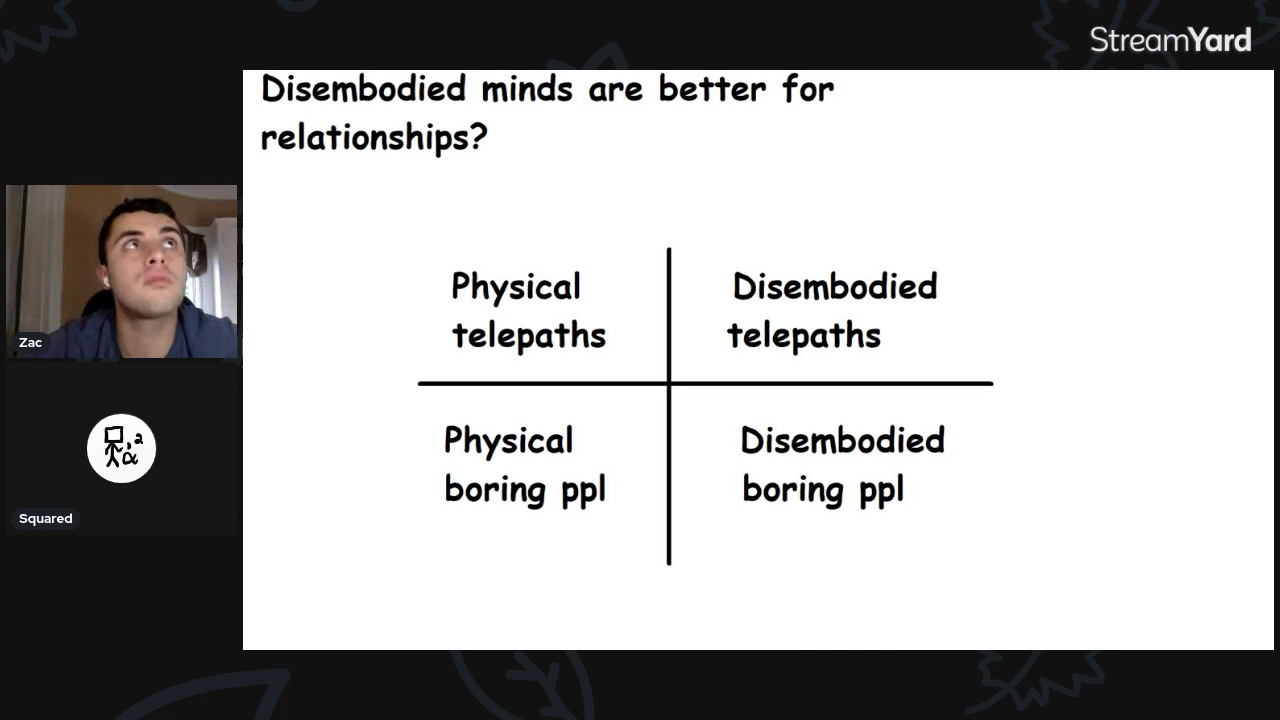 StreamYard
Disembodied minds are better for
relationships?
Physical
telepaths
Disembodied
telepaths
Physical
boring ppl
Disembodied
boring ppl
Zac
Squared